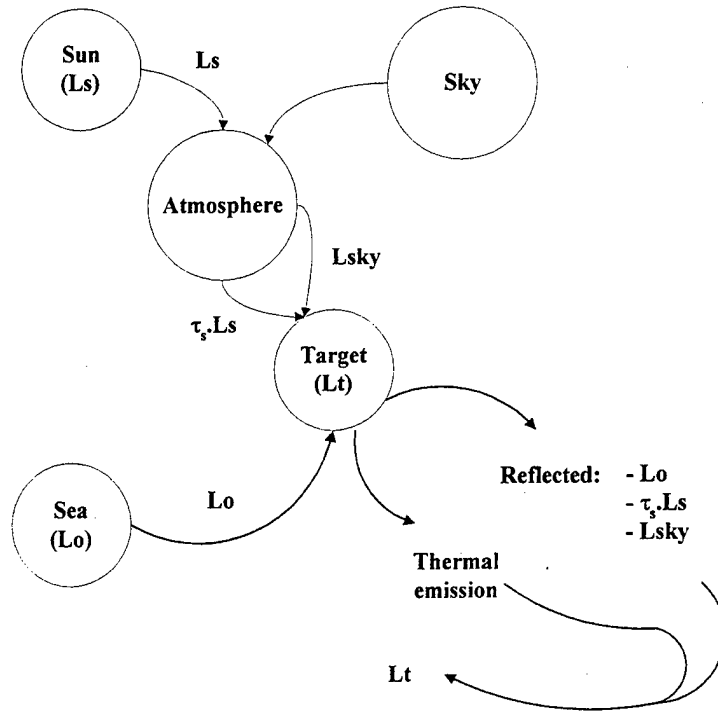 Sun
(Ls)
Ls
Sky
Atmosphere
Lsky
τs.Ls
Target
(Lt)
Reflected: - Lo
- τs.Ls
- Lsky
Lo
Sea
(Lo)
Thermal
emission
Lt